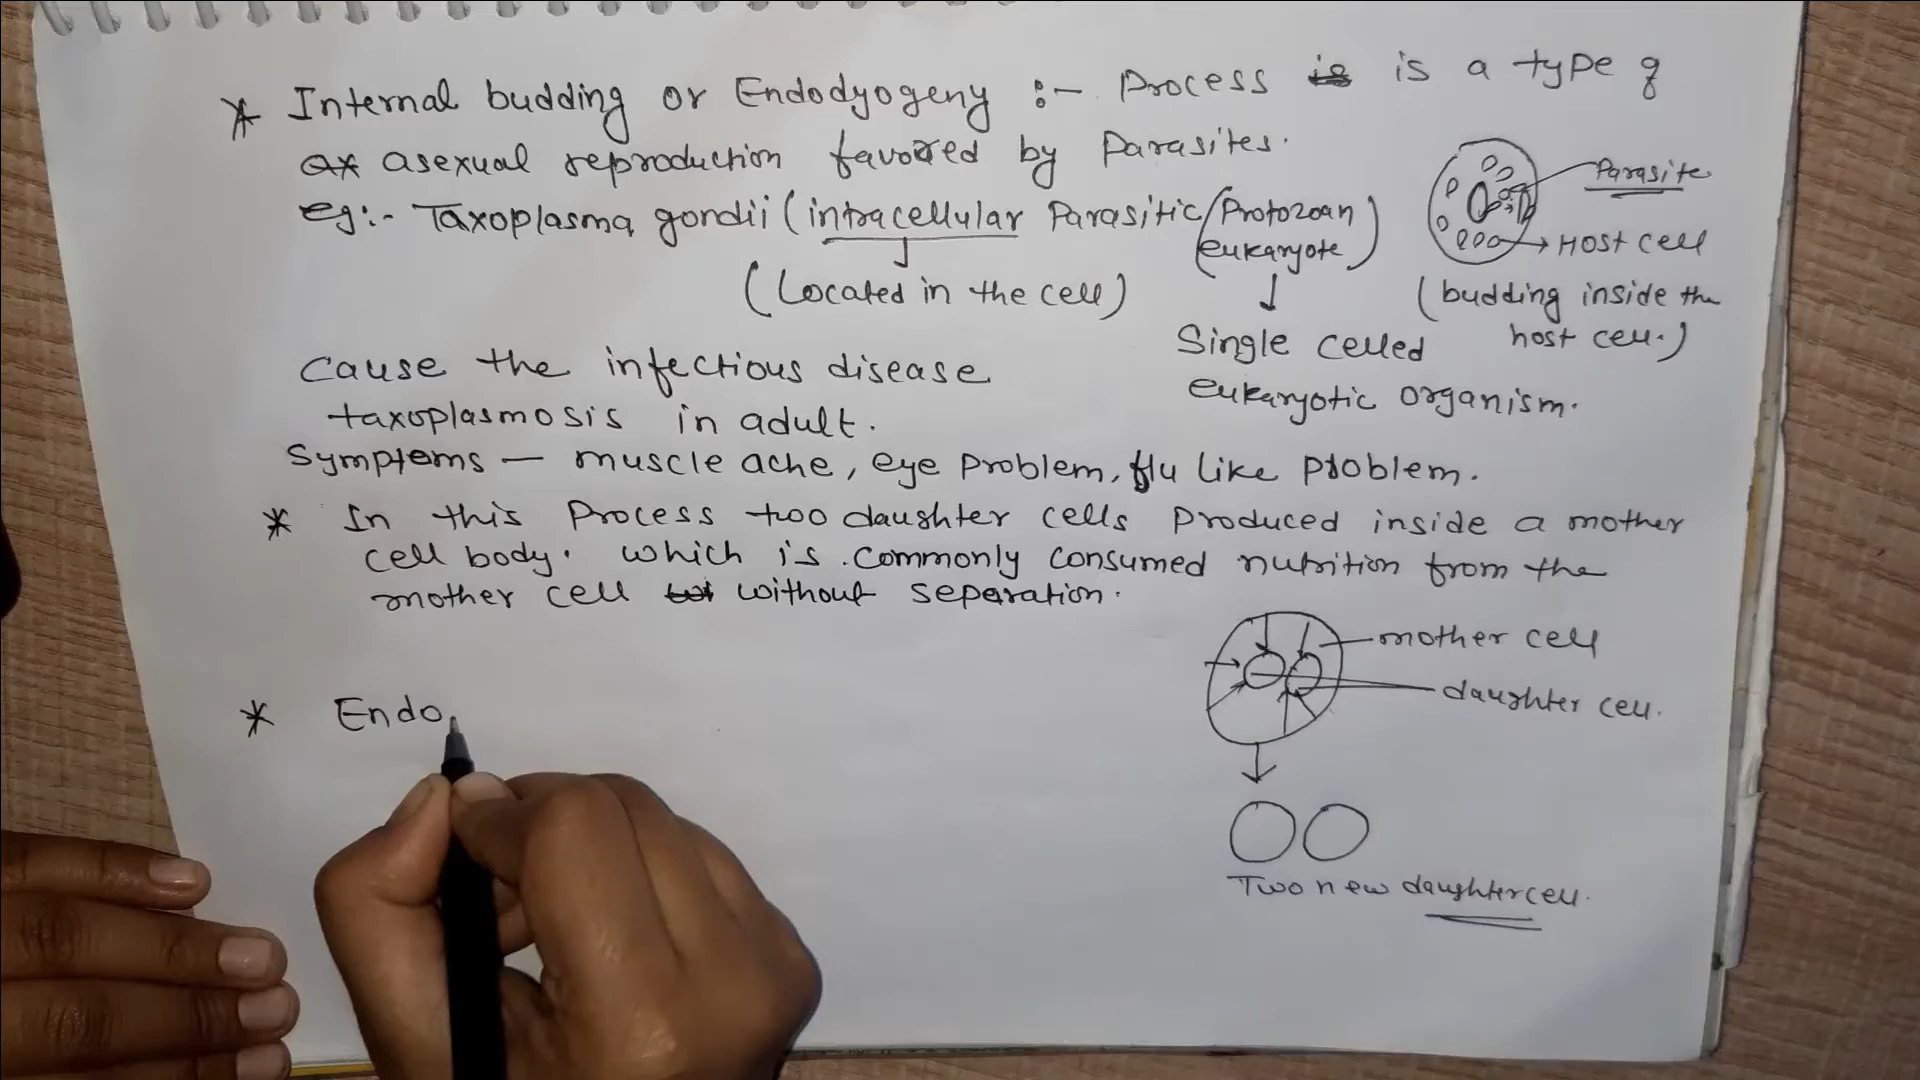 * Internal budding or Endodyogeny :- Process is a type of
asexual reproduction favored by Parasites.
eg:- Taxoplasma gondii (intracellular Parasitic (Protozoan
eukaryote)
(Located in the cell)
Single celled
eukaryotic organism.
Parasite
Host cell
(budding inside the
host cell.)
Cause the infectious disease
taxoplasmosis in adult.
Symptems — muscle ache, eye problem, flu like problem.
* In this Process two daughter cells produced inside a mother
cell body. which is commonly consumed nutrition from the
mother cell without separation.
mother cell
daughter cell.
Two new daughter cell.
* Endo